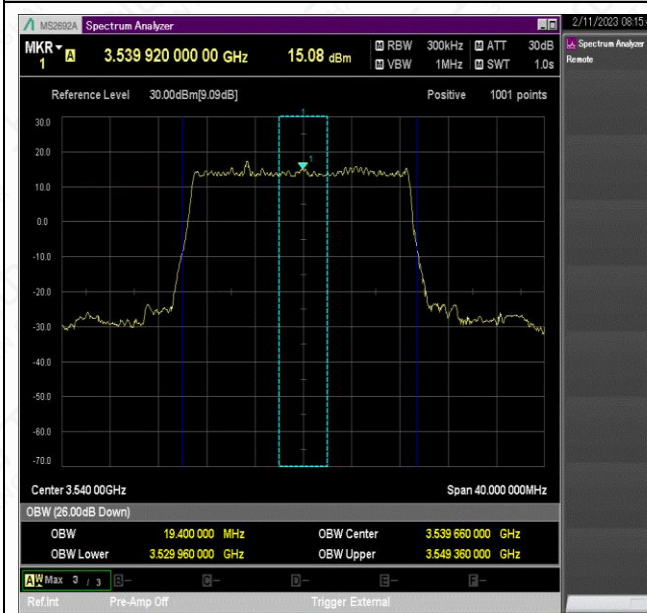 MS2692A Spectrum Analyzer
2/11/2023 08:15
MKR 1 A 3.539 920 000 00 GHz 15.08 dBm
RBW 300kHz ATT 30dB
VBW 1MHz SWT 1.0s
Spectrum Analyzer
Remote
Reference Level 30.00dBm[9.09dB] Positive 1001 points
1
30.0
20.0
1
10.0
0.0
-10.0
-20.0
-30.0
-40.0
-50.0
-60.0
-70.0
Center 3.540 00GHz Span 40.000 000MHz
OBW (26.00dB Down)
OBW 19.400 000 MHz OBW Center 3.539 660 000 GHz
OBW Lower 3.529 960 000 GHz OBW Upper 3.549 360 000 GHz
A W Max 3 / 3 B- C- D- E- F-
Ref.Int Pre-Amp Off Trigger External